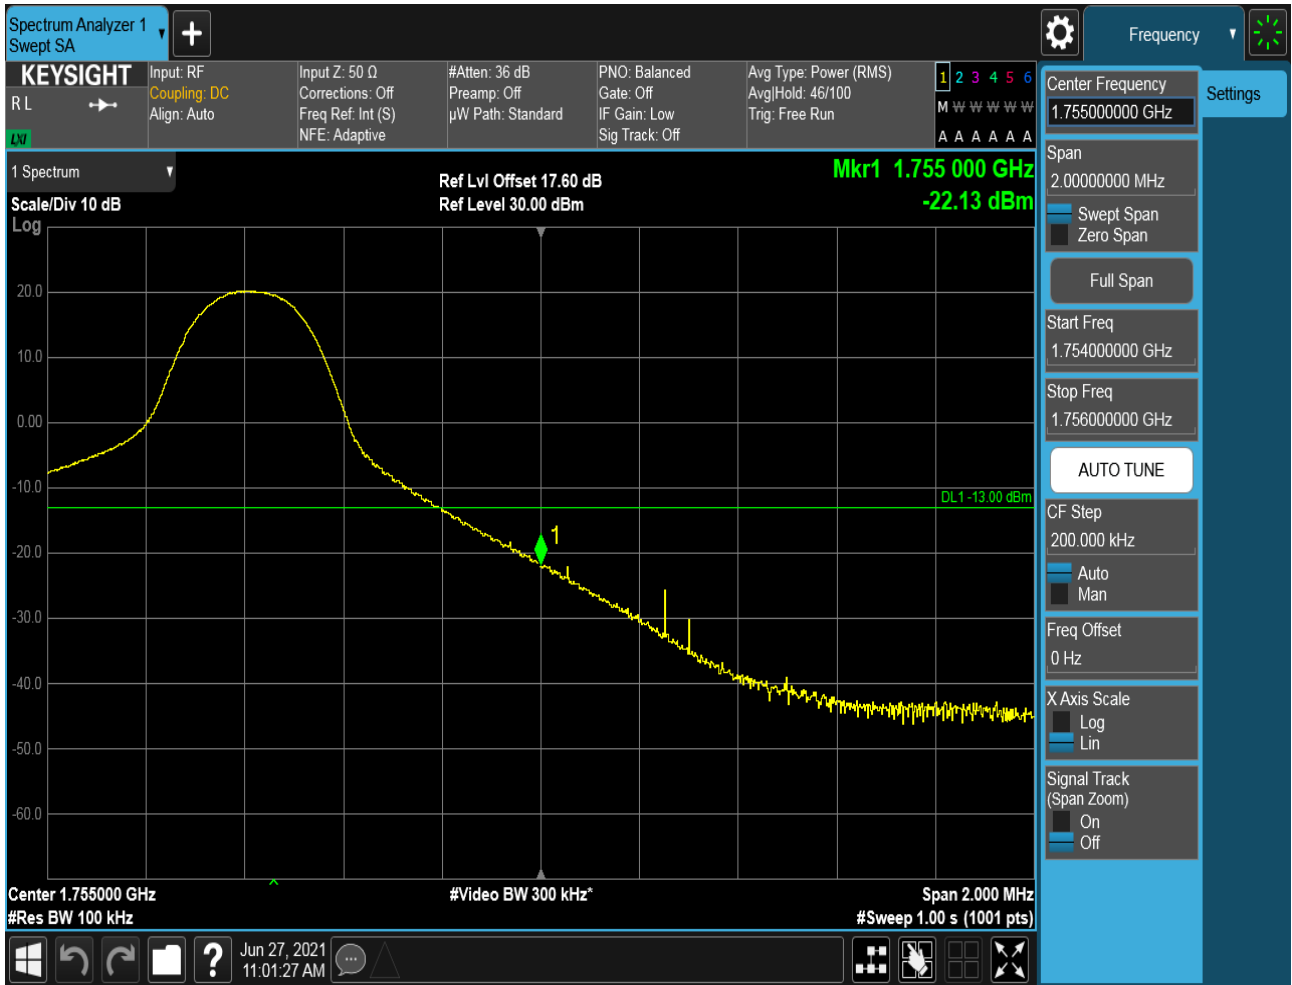 Spectrum Analyzer 1
Swept SA
Frequency
KEYSIGHT
R L
LXI
Input: RF
Coupling: DC
Align: Auto
Input Z: 50 Ω
Corrections: Off
Freq Ref: Int (S)
NFE: Adaptive
#Atten: 36 dB
Preamp: Off
µW Path: Standard
PNO: Balanced
Gate: Off
IF Gain: Low
Sig Track: Off
Avg Type: Power (RMS)
Avg|Hold: 46/100
Trig: Free Run
1 2 3 4 5 6
M W W W W W
A A A A A A
Center Frequency
1.755000000 GHz
Settings
Span
2.00000000 MHz
Swept Span
Zero Span
Full Span
Start Freq
1.754000000 GHz
Stop Freq
1.756000000 GHz
AUTO TUNE
CF Step
200.000 kHz
Auto
Man
Freq Offset
0 Hz
X Axis Scale
Log
Lin
Signal Track
(Span Zoom)
On
Off
1 Spectrum
Scale/Div 10 dB
Log
Ref Lvl Offset 17.60 dB
Ref Level 30.00 dBm
Mkr1 1.755 000 GHz
-22.13 dBm
20.0
10.0
0.00
-10.0
DL1 -13.00 dBm
1
-20.0
-30.0
-40.0
-50.0
-60.0
Center 1.755000 GHz
#Video BW 300 kHz*
Span 2.000 MHz
#Res BW 100 kHz
#Sweep 1.00 s (1001 pts)
?
Jun 27, 2021
11:01:27 AM